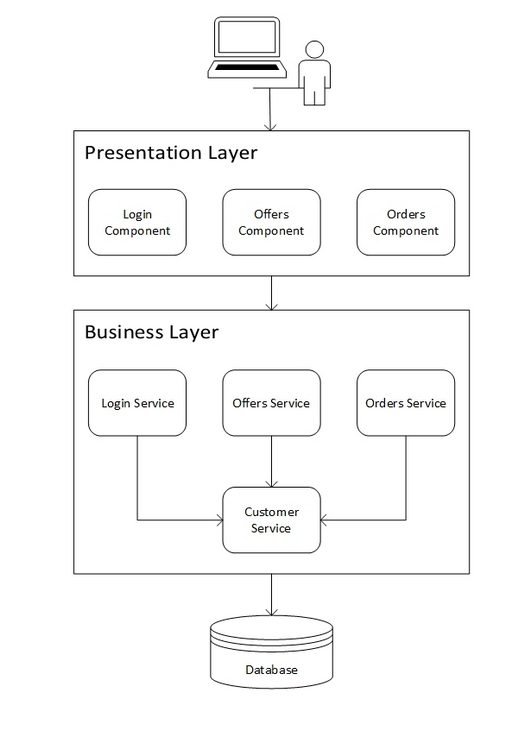 Presentation Layer
Login
Component
Offers
Component
Orders
Component
Business Layer
Login Service
Offers Service
Orders Service
Customer
Service
Database